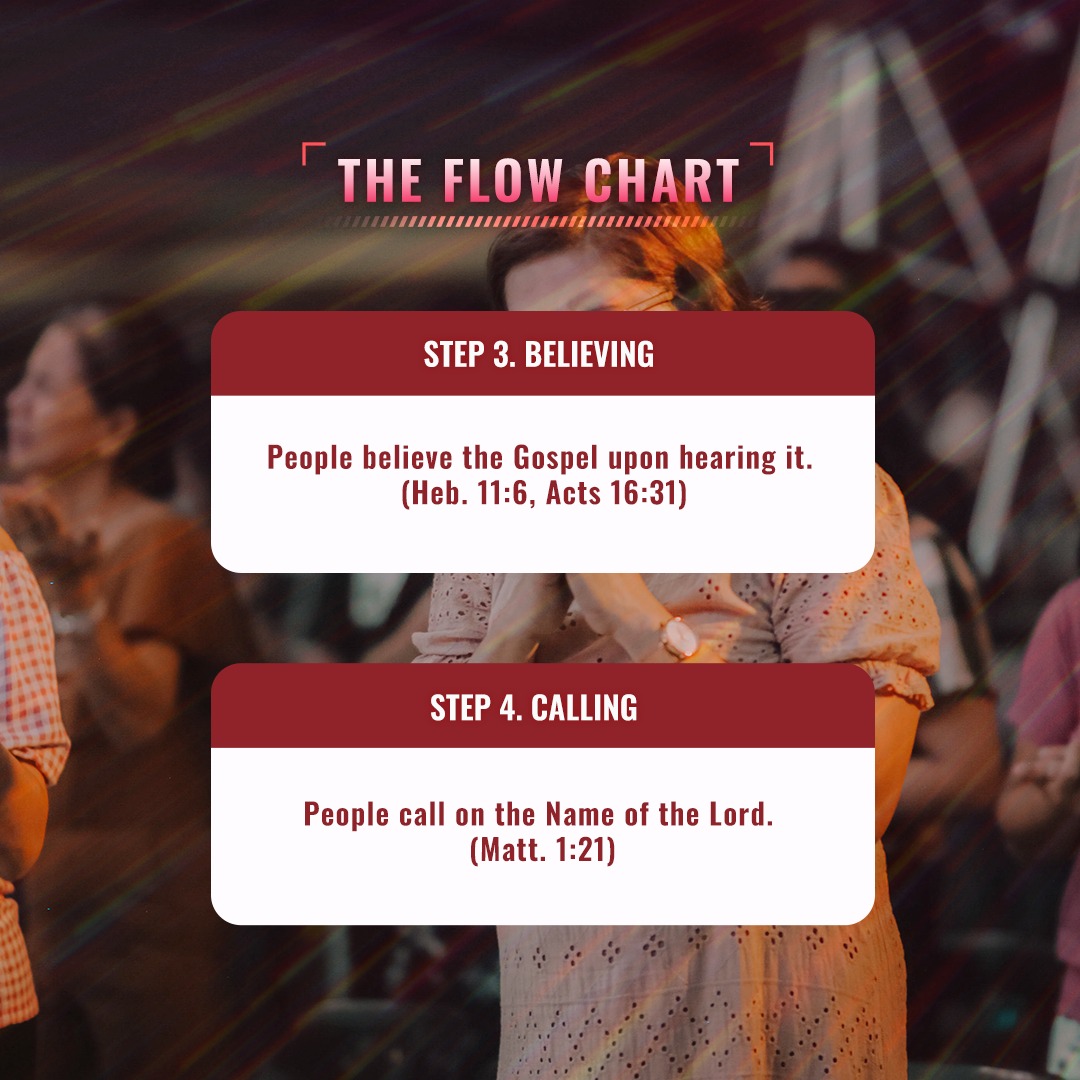 THE FLOW CHART
STEP 3. BELIEVING
People believe the Gospel upon hearing it.
(Heb. 11:6, Acts 16:31)
STEP 4. CALLING
People call on the Name of the Lord.
(Matt. 1:21)